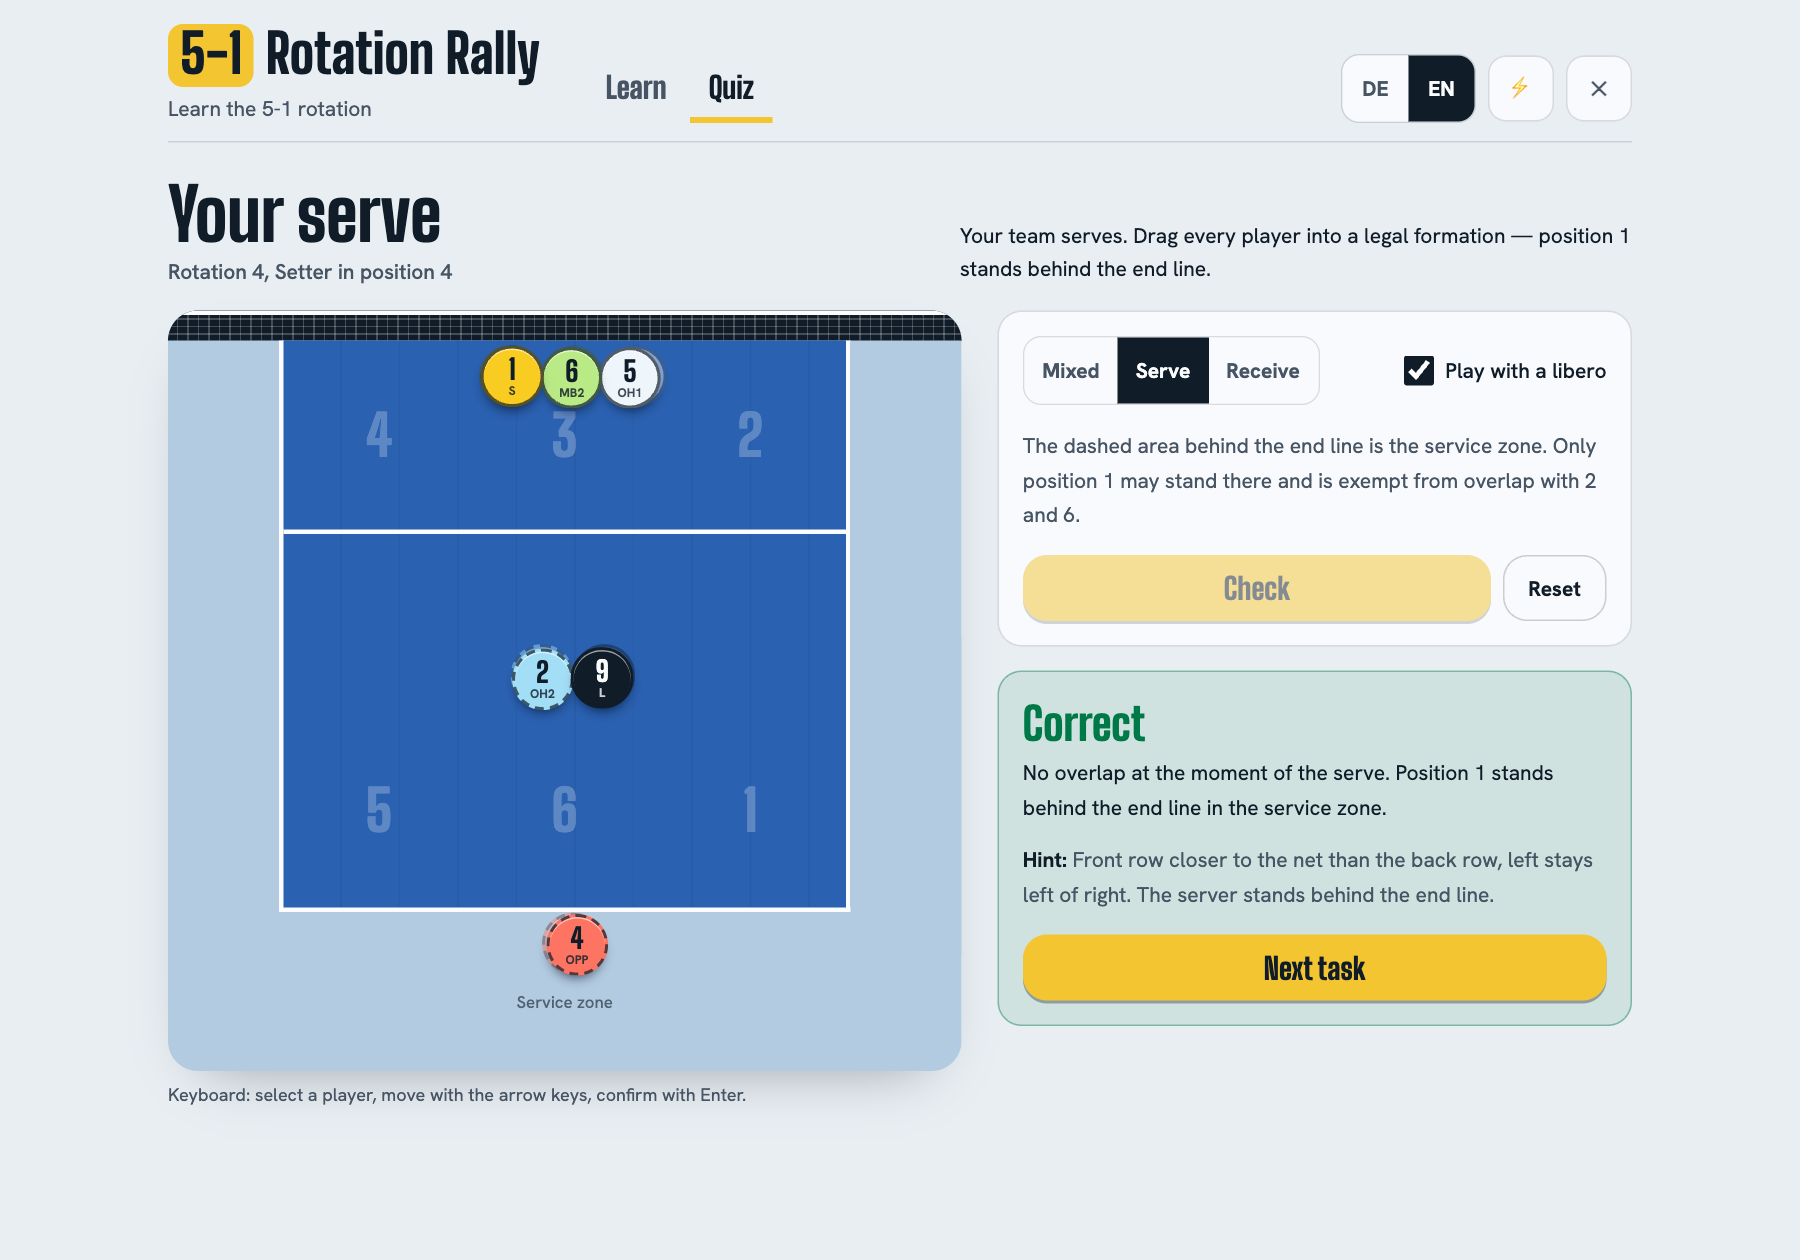 5-1 Rotation Rally
Learn the 5-1 rotation
Learn
Quiz
DE
EN
Your serve
Rotation 4, Setter in position 4
Your team serves. Drag every player into a legal formation — position 1
stands behind the end line.
1
S
6
MB2
5
OH1
4
3
2
2
OH2
9
L
5
6
1
4
OPP
Service zone
Keyboard: select a player, move with the arrow keys, confirm with Enter.
Mixed
Serve
Receive
Play with a libero
The dashed area behind the end line is the service zone. Only
position 1 may stand there and is exempt from overlap with 2
and 6.
Check
Reset
Correct
No overlap at the moment of the serve. Position 1 stands
behind the end line in the service zone.
Hint: Front row closer to the net than the back row, left stays
left of right. The server stands behind the end line.
Next task